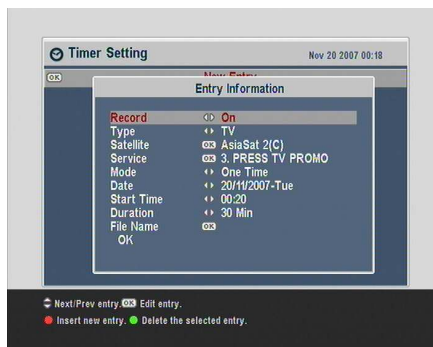 Timer Setting Nov 20 2007 00:18
OK New Entry
Entry Information
Record On
Type TV
Satellite OK AsiaSat 2(C)
Service OK 3. PRESS TV PROMO
Mode One Time
Date 20/11/2007-Tue
Start Time 00:20
Duration 30 Min
File Name OK
OK
Next/Prev entry. OK Edit entry.
Insert new entry. Delete the selected entry.